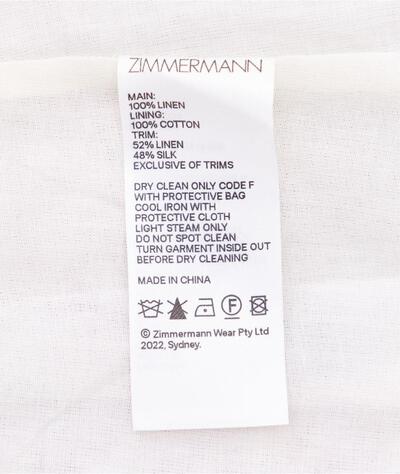 ZIMMERMANN
MAIN:
100% LINEN
LINING:
100% COTTON
TRIM:
52% LINEN
48% SILK
EXCLUSIVE OF TRIMS
DRY CLEAN ONLY CODE F
WITH PROTECTIVE BAG
COOL IRON WITH
PROTECTIVE CLOTH
LIGHT STEAM ONLY
DO NOT SPOT CLEAN
TURN GARMENT INSIDE OUT
BEFORE DRY CLEANING
MADE IN CHINA
F
© Zimmermann Wear Pty Ltd
2022, Sydney.